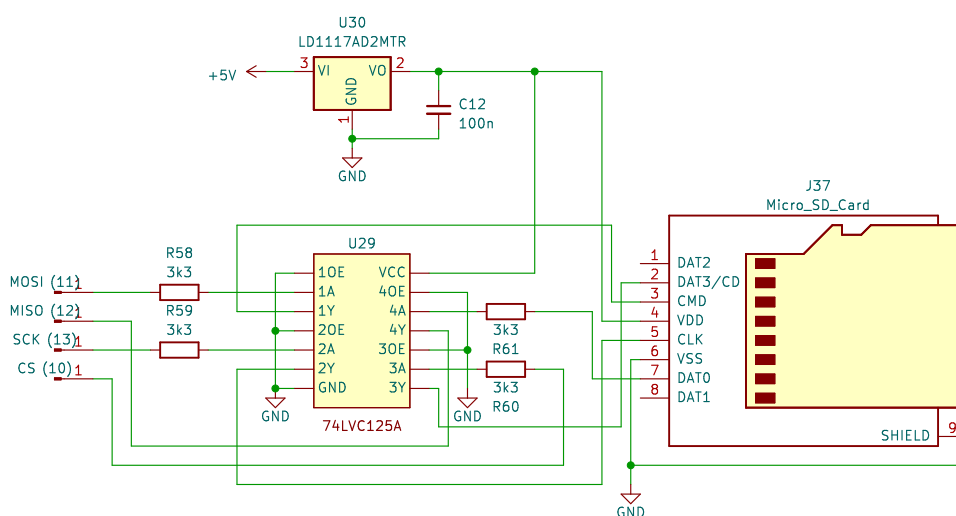 U30
LD1117AD2MTR
+5V
3
VI
VO
2
GND
1
C12
100n
GND
J37
Micro_SD_Card
U29
R58
3k3
MOSI (11)
1
MISO (12)
1
R59
3k3
SCK (13)
1
CS (10)
1
1OE
1A
1Y
2OE
2A
2Y
GND
VCC
4OE
4A
4Y
3OE
3A
3Y
74LVC125A
GND
GND
3k3
R61
3k3
R60
1
DAT2
2
DAT3/CD
3
CMD
4
VDD
5
CLK
6
VSS
7
DAT0
8
DAT1
SHIELD
9
GND